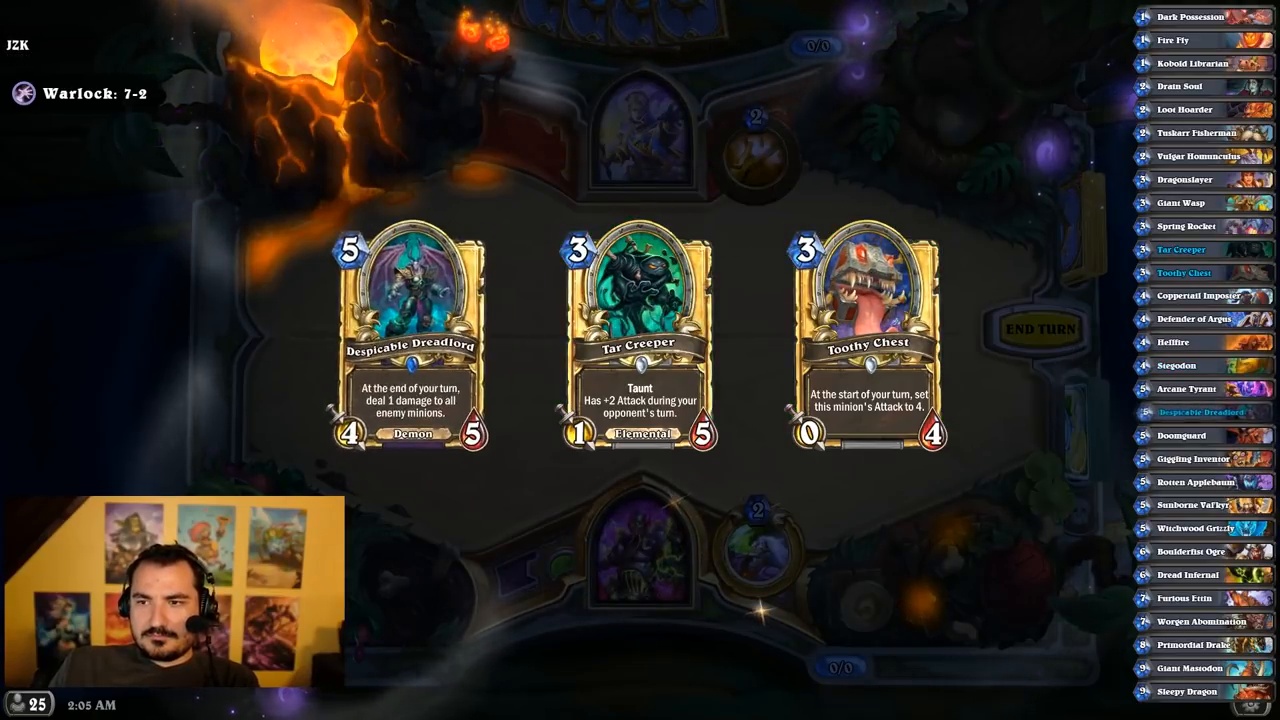 JZK
Warlock: 7-2
0/0
2
5
Despicable Dreadlord
At the end of your turn,
deal 1 damage to all
enemy minions.
4
Demon
5
3
Tar Creeper
Taunt
Has +2 Attack during your
opponent's turn.
1
Elemental
5
3
Toothy Chest
At the start of your turn, set
this minion's Attack to 4.
0
4
END TURN
2
0/0
25
2:05 AM
1 Dark Possession
1 Fire Fly
1 Kobold Librarian
2 Drain Soul
2 Loot Hoarder
2 Tuskarr Fisherman
2 Vulgar Homunculus
3 Dragonslayer
3 Giant Wasp
3 Spring Rocket
3 Tar Creeper
3 Toothy Chest
4 Coppertail Imposter
4 Defender of Argus
4 Hellfire
4 Stegodon
5 Arcane Tyrant
5 Despicable Dreadlord
5 Doomguard
5 Giggling Inventor
5 Rotten Applebaum
5 Sunborne Val'kyr
5 Witchwood Grizzly
6 Boulderfist Ogre
6 Dread Infernal
7 Furious Ettin
7 Worgen Abomination
8 Primordial Drake
9 Giant Mastodon
9 Sleepy Dragon